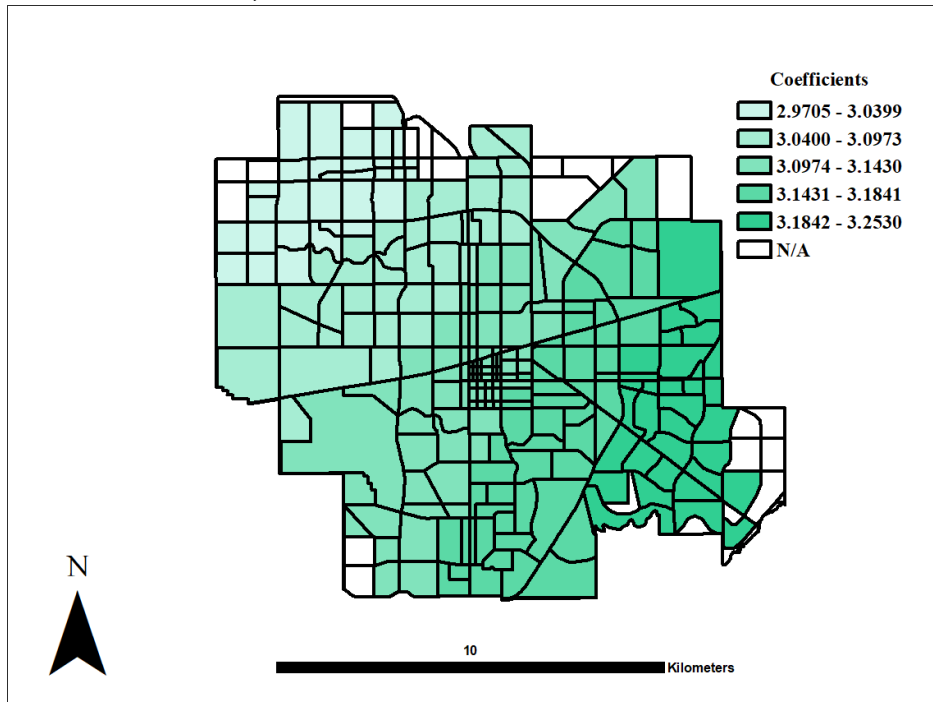 Coefficients
2.9705 - 3.0399
3.0400 - 3.0973
3.0974 - 3.1430
3.1431 - 3.1841
3.1842 - 3.2530
N/A
N
10
Kilometers